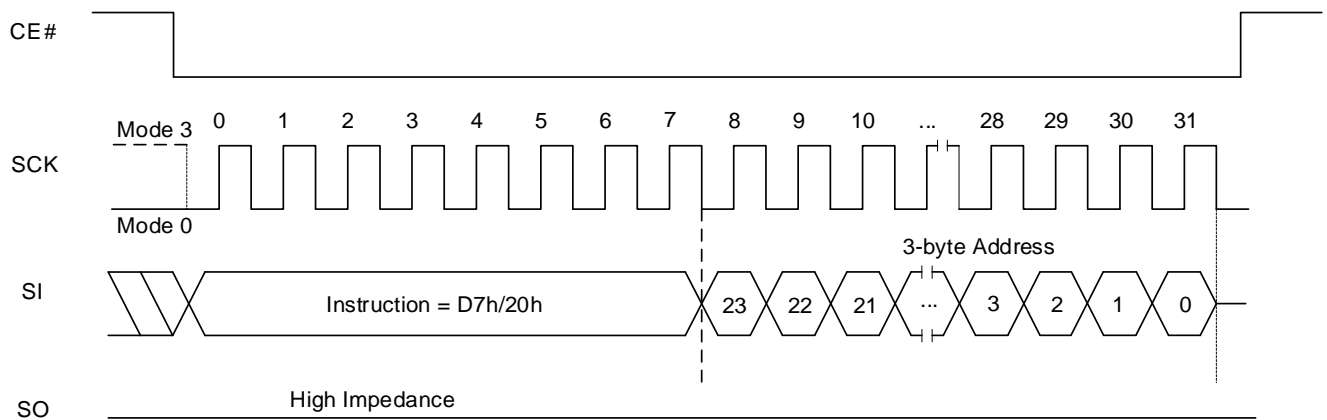 CE#
Mode 3
0 1 2 3 4 5 6 7 8 9 10 ... 28 29 30 31
SCK
Mode 0
3-byte Address
SI
Instruction = D7h/20h 23 22 21 ... 3 2 1 0
High Impedance
SO